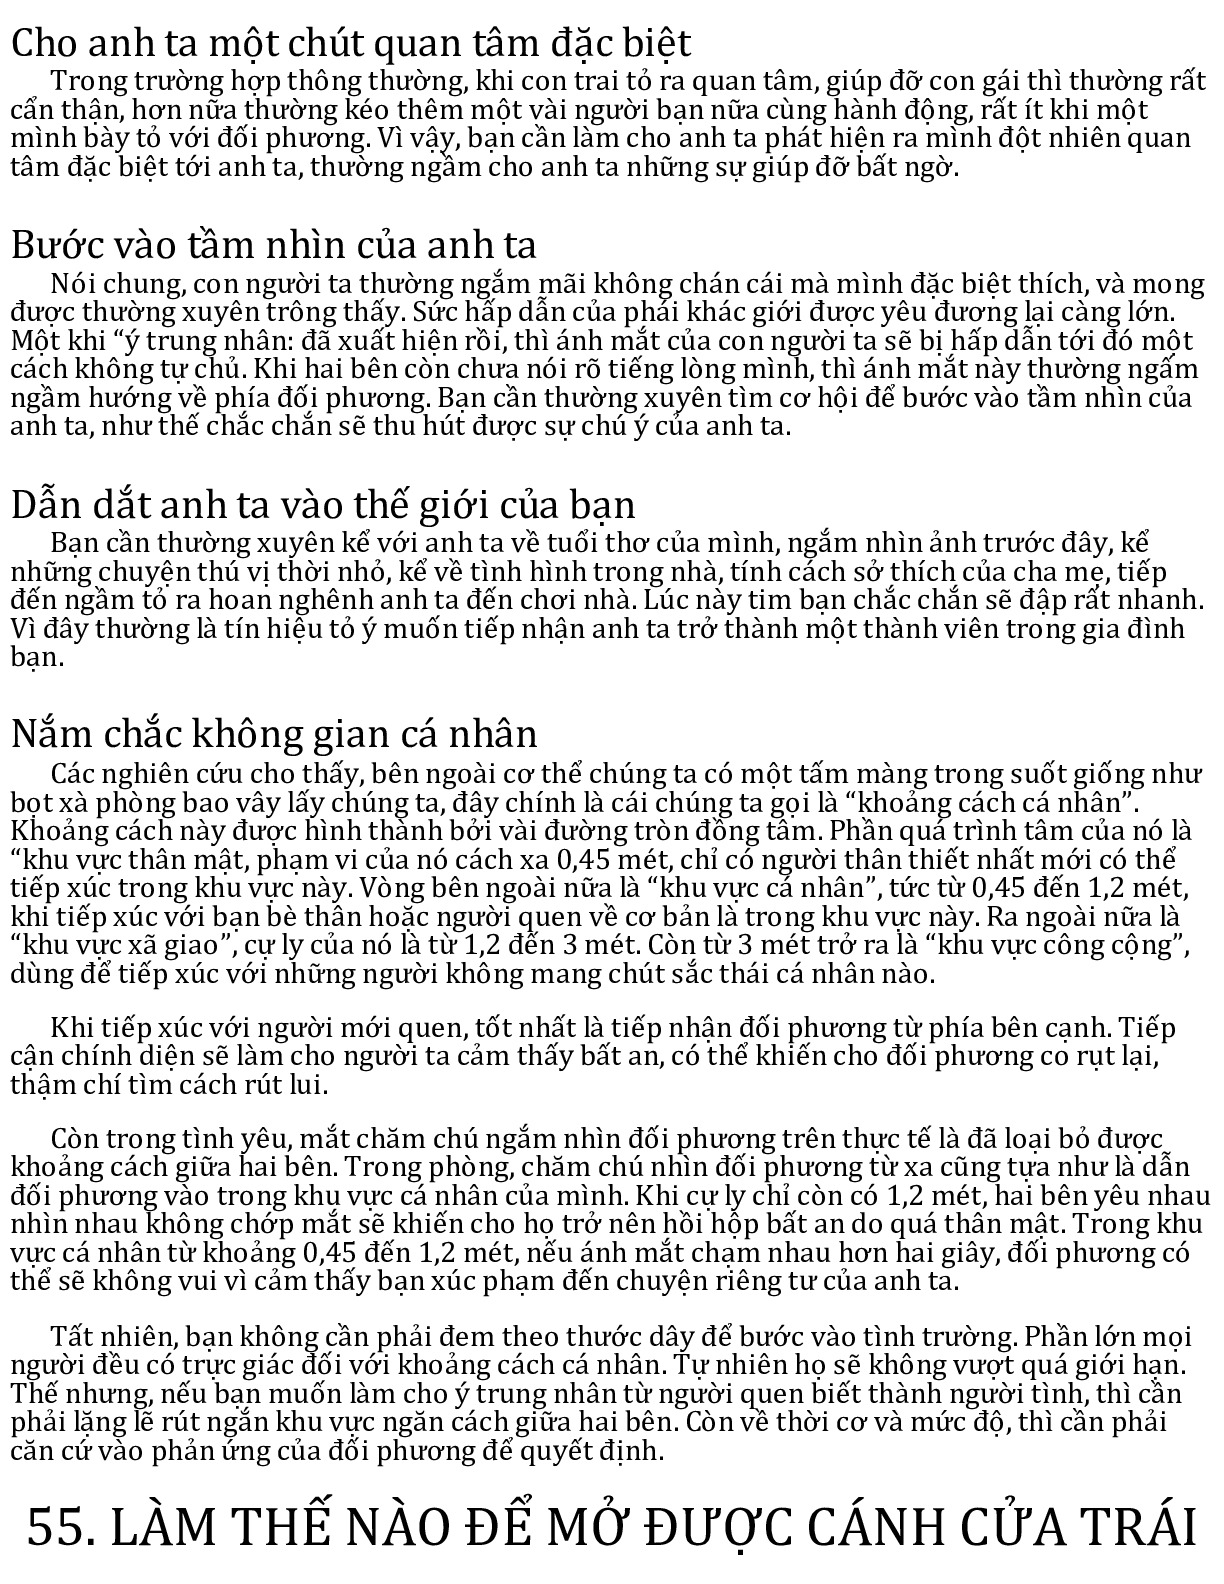 Cho anh ta một chút quan tâm đặc biệt
Trong trường hợp thông thường, khi con trai tỏ ra quan tâm, giúp đỡ con gái thì thường rất
cẩn thận, hơn nữa thường kéo thêm một vài người bạn nữa cùng hành động, rất ít khi một
mình bày tỏ với đối phương. Vì vậy, bạn cần làm cho anh ta phát hiện ra mình đột nhiên quan
tâm đặc biệt tới anh ta, thường ngầm cho anh ta những sự giúp đỡ bất ngờ.
Bước vào tầm nhìn của anh ta
Nói chung, con người ta thường ngắm mãi không chán cái mà mình đặc biệt thích, và mong
được thường xuyên trông thấy. Sức hấp dẫn của phái khác giới được yêu đương lại càng lớn.
Một khi “ý trung nhân: đã xuất hiện rồi, thì ánh mắt của con người ta sẽ bị hấp dẫn tới đó một
cách không tự chủ. Khi hai bên còn chưa nói rõ tiếng lòng mình, thì ánh mắt này thường ngấm
ngầm hướng về phía đối phương. Bạn cần thường xuyên tìm cơ hội để bước vào tầm nhìn của
anh ta, như thế chắc chắn sẽ thu hút được sự chú ý của anh ta.
Dẫn dắt anh ta vào thế giới của bạn
Bạn cần thường xuyên kể với anh ta về tuổi thơ của mình, ngắm nhìn ảnh trước đây, kể
những chuyện thú vị thời nhỏ, kể về tình hình trong nhà, tính cách sở thích của cha mẹ, tiếp
đến ngầm tỏ ra hoan nghênh anh ta đến chơi nhà. Lúc này tim bạn chắc chắn sẽ đập rất nhanh.
Vì đây thường là tín hiệu tỏ ý muốn tiếp nhận anh ta trở thành một thành viên trong gia đình
bạn.
Nắm chắc không gian cá nhân
Các nghiên cứu cho thấy, bên ngoài cơ thể chúng ta có một tấm màng trong suốt giống như
bọt xà phòng bao vây lấy chúng ta, đây chính là cái chúng ta gọi là “khoảng cách cá nhân”.
Khoảng cách này được hình thành bởi vài đường tròn đồng tâm. Phần quá trình tâm của nó là
“khu vực thân mật, phạm vi của nó cách xa 0,45 mét, chỉ có người thân thiết nhất mới có thể
tiếp xúc trong khu vực này. Vòng bên ngoài nữa là “khu vực cá nhân”, tức từ 0,45 đến 1,2 mét,
khi tiếp xúc với bạn bè thân hoặc người quen về cơ bản là trong khu vực này. Ra ngoài nữa là
“khu vực xã giao”, cự ly của nó là từ 1,2 đến 3 mét. Còn từ 3 mét trở ra là “khu vực công cộng”,
dùng để tiếp xúc với những người không mang chút sắc thái cá nhân nào.
Khi tiếp xúc với người mới quen, tốt nhất là tiếp nhận đối phương từ phía bên cạnh. Tiếp
cận chính diện sẽ làm cho người ta cảm thấy bất an, có thể khiến cho đối phương co rụt lại,
thậm chí tìm cách rút lui.
Còn trong tình yêu, mắt chăm chú ngắm nhìn đối phương trên thực tế là đã loại bỏ được
khoảng cách giữa hai bên. Trong phòng, chăm chú nhìn đối phương từ xa cũng tựa như là dẫn
đối phương vào trong khu vực cá nhân của mình. Khi cự ly chỉ còn có 1,2 mét, hai bên yêu nhau
nhìn nhau không chớp mắt sẽ khiến cho họ trở nên hồi hộp bất an do quá thân mật. Trong khu
vực cá nhân từ khoảng 0,45 đến 1,2 mét, nếu ánh mắt chạm nhau hơn hai giây, đối phương có
thể sẽ không vui vì cảm thấy bạn xúc phạm đến chuyện riêng tư của anh ta.
Tất nhiên, bạn không cần phải đem theo thước dây để bước vào tình trường. Phần lớn mọi
người đều có trực giác đối với khoảng cách cá nhân. Tự nhiên họ sẽ không vượt quá giới hạn.
Thế nhưng, nếu bạn muốn làm cho ý trung nhân từ người quen biết thành người tình, thì cần
phải lặng lẽ rút ngắn khu vực ngăn cách giữa hai bên. Còn về thời cơ và mức độ, thì cần phải
căn cứ vào phản ứng của đối phương để quyết định.
55. LÀM THẾ NÀO ĐỂ MỞ ĐƯỢC CÁNH CỬA TRÁI